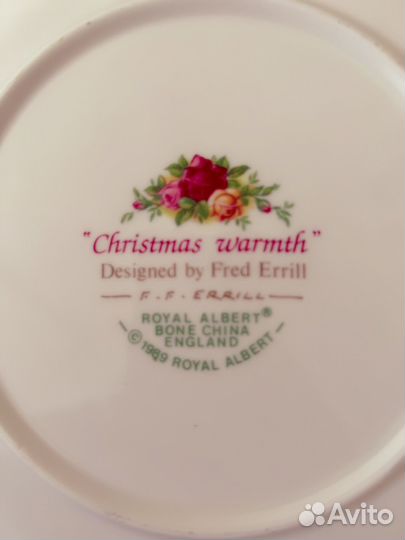 "Christmas warmth"
Designed by Fred Errill
F. F. ERRILL
ROYAL ALBERT®
BONE CHINA
ENGLAND
© 1989 ROYAL ALBERT
Avito